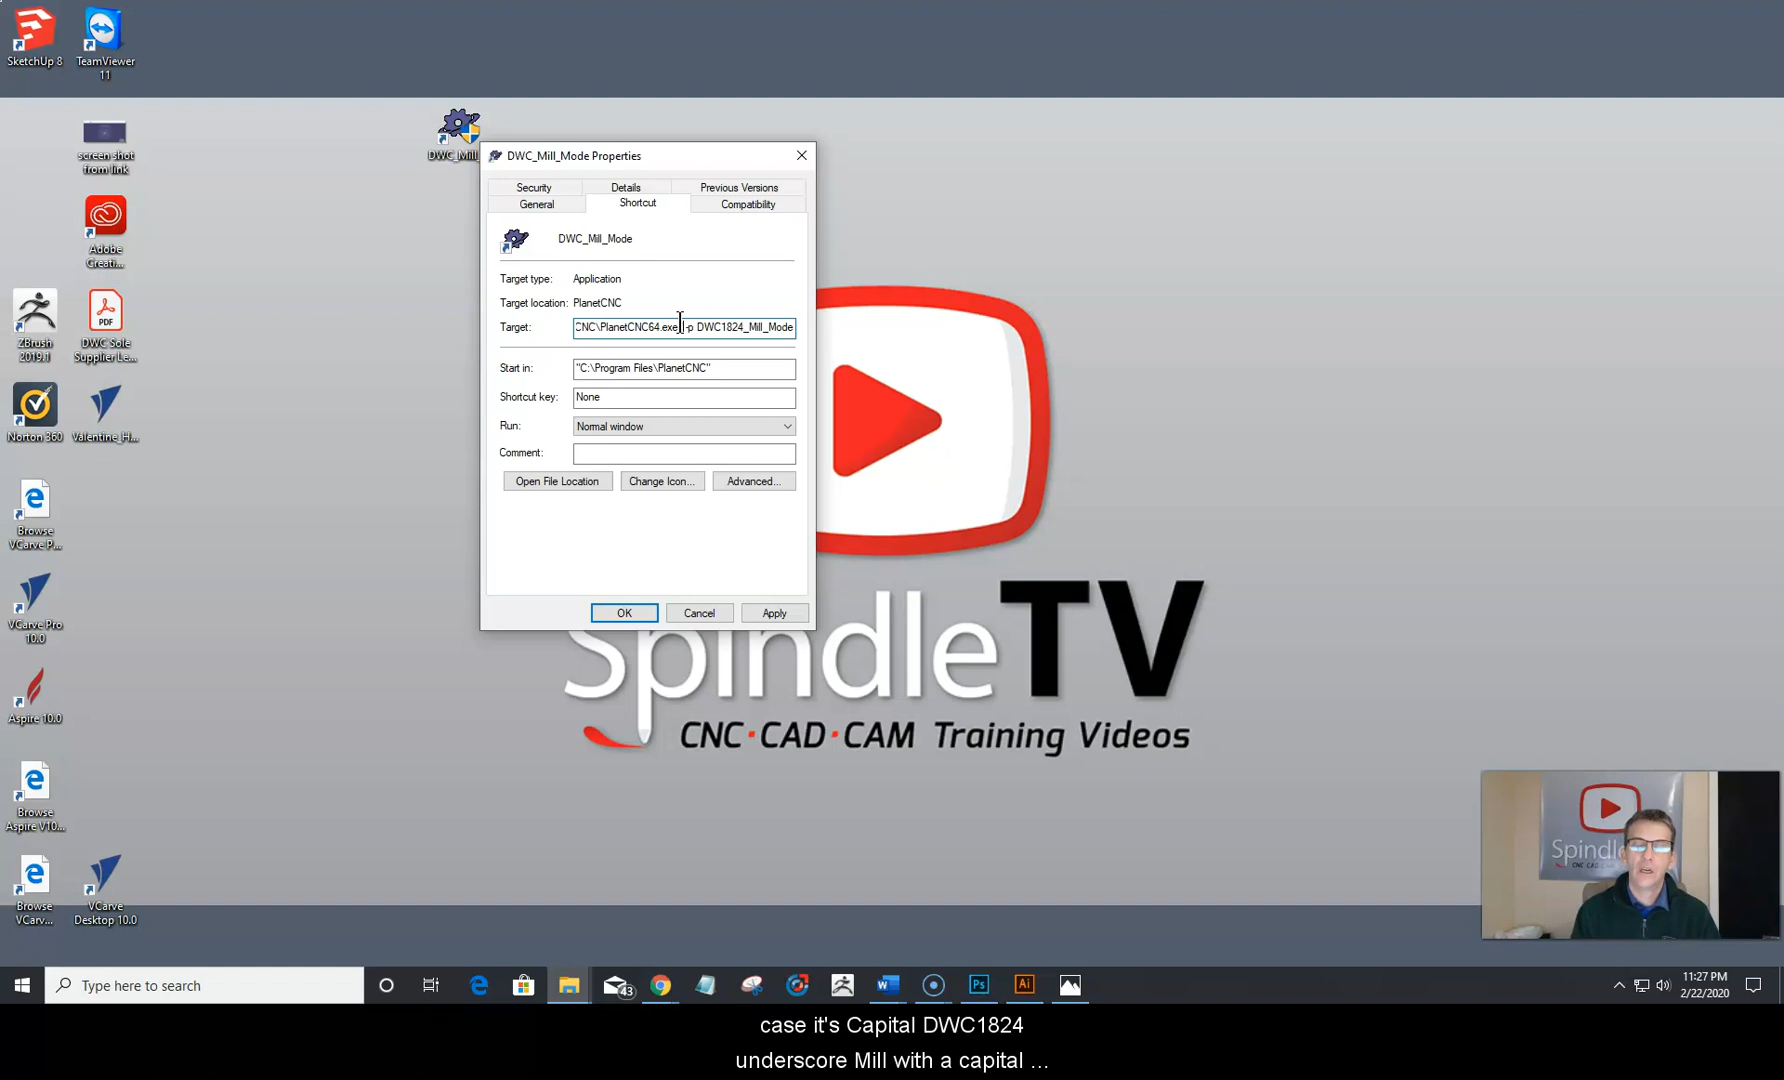 SketchUp 8
TeamViewer
11
screen shot
from link
Adobe
Creati...
ZBrush
2019.1
DWC Sole
Supplier Le...
Norton 360
Valentine_H...
Browse
VCarve P...
VCarve Pro
10.0
Aspire 10.0
Browse
Aspire V10...
Browse
VCarv...
VCarve
Desktop 10.0
DWC_Mill_
DWC_Mill_Mode Properties
Security
Details
Previous Versions
General
Shortcut
Compatibility
DWC_Mill_Mode
Target type: Application
Target location: PlanetCNC
Target: CNC\PlanetCNC64.exe" -p DWC1824_Mill_Mode
Start in: "C:\Program Files\PlanetCNC"
Shortcut key: None
Run: Normal window
Comment:
Open File Location
Change Icon...
Advanced...
OK
Cancel
Apply
SpindleTV
CNC·CAD·CAM Training Videos
Spindle
Type here to search
43
11:27 PM
2/22/2020
case it's Capital DWC1824
underscore Mill with a capital ...